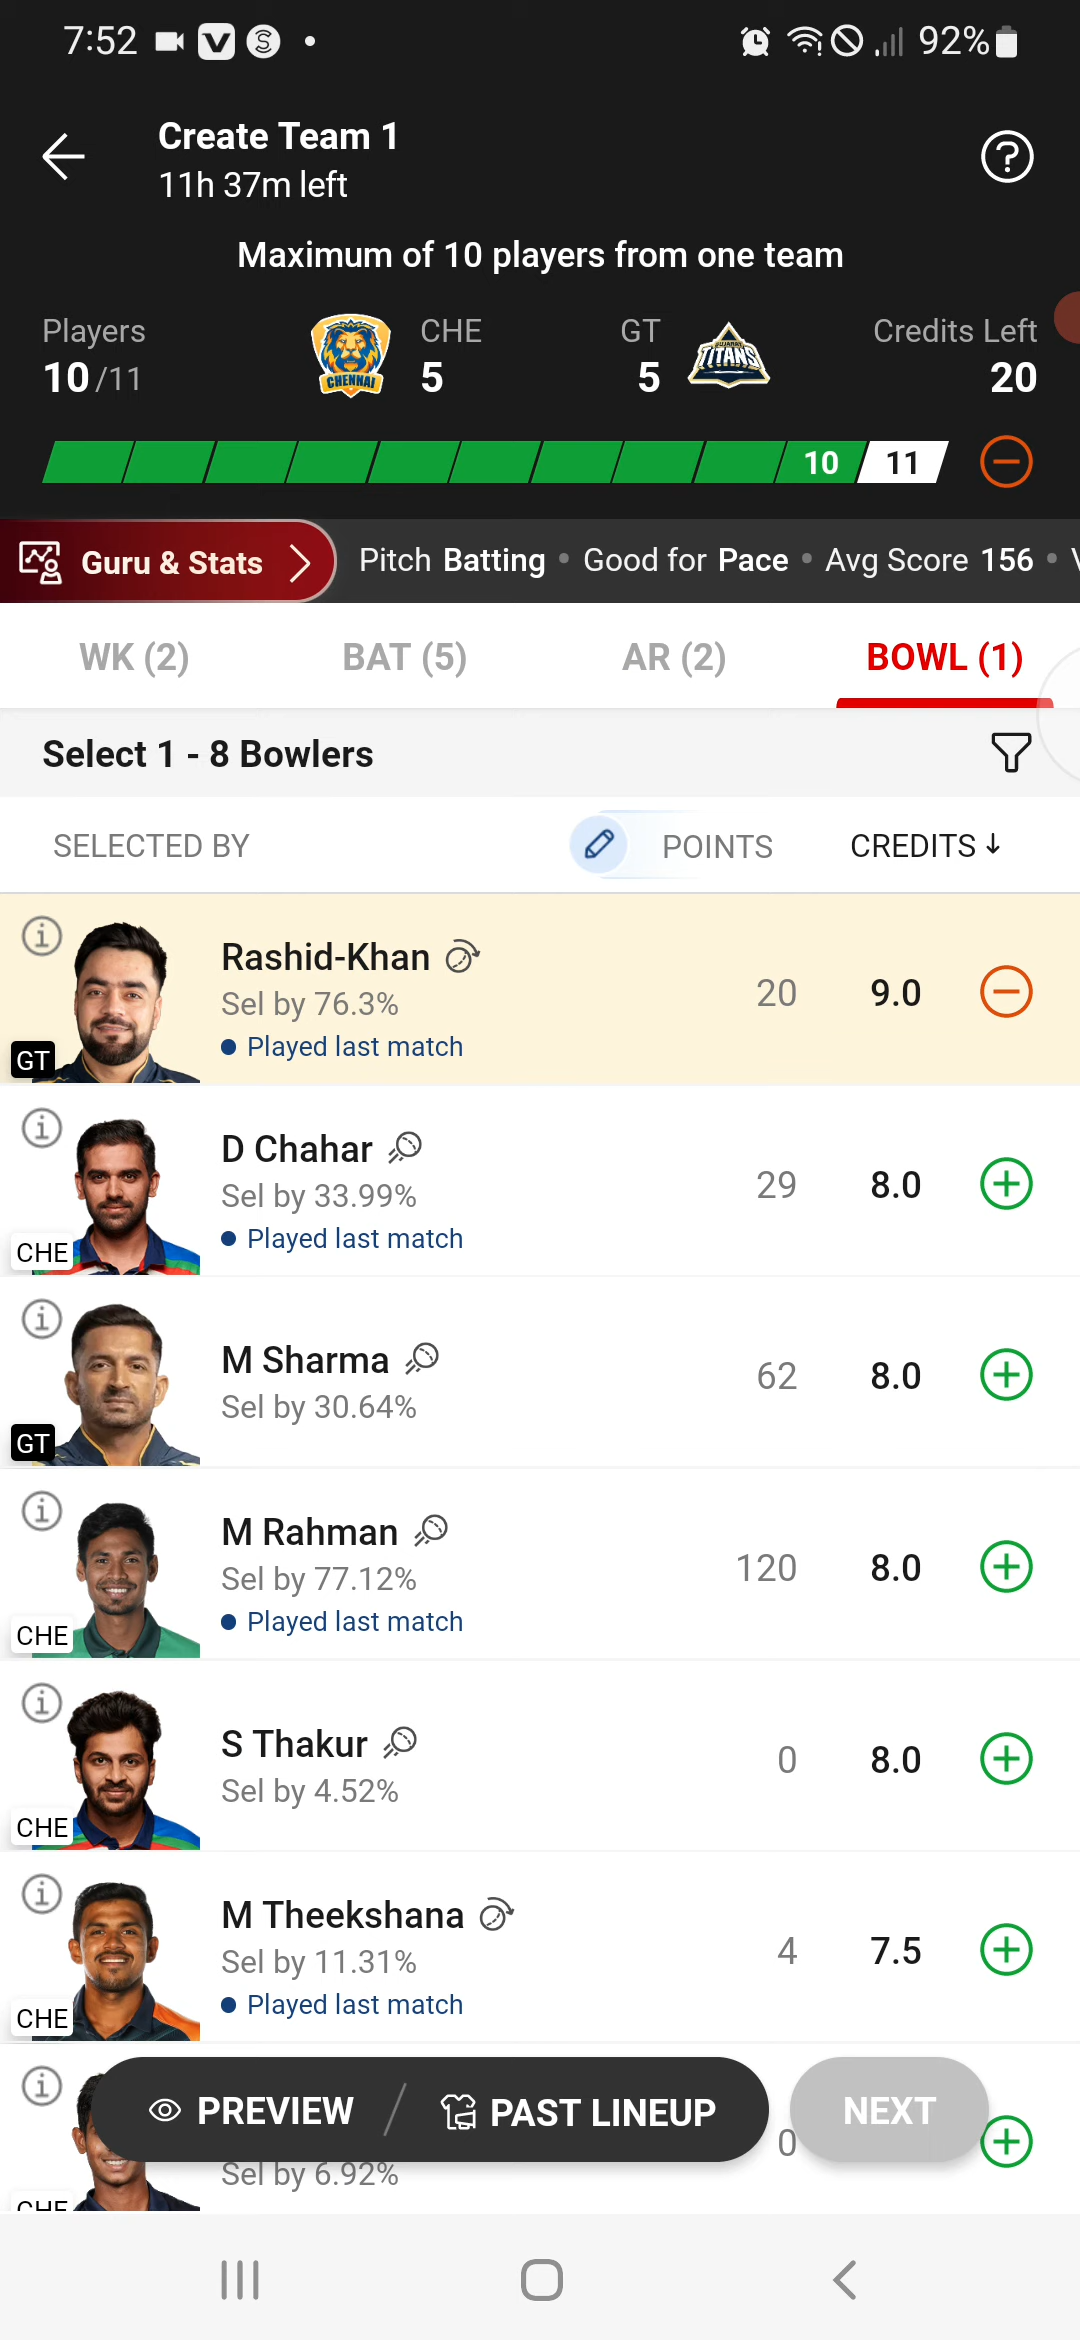 7:52
92%
Create Team 1
11h 37m left
Maximum of 10 players from one team
Players
10/11
CHENNAI
CHE
5
GT
5
TITANS
Credits Left
20
10
11
Guru & Stats
Pitch Batting • Good for Pace • Avg Score 156 •
WK (2)
BAT (5)
AR (2)
BOWL (1)
Select 1 - 8 Bowlers
SELECTED BY
POINTS
CREDITS ↓
Rashid-Khan
Sel by 76.3%
Played last match
GT
20
9.0
D Chahar
Sel by 33.99%
Played last match
CHE
29
8.0
M Sharma
Sel by 30.64%
GT
62
8.0
M Rahman
Sel by 77.12%
Played last match
CHE
120
8.0
S Thakur
Sel by 4.52%
CHE
0
8.0
M Theekshana
Sel by 11.31%
Played last match
CHE
4
7.5
PREVIEW
PAST LINEUP
NEXT
0
Sel by 6.92%
CHE